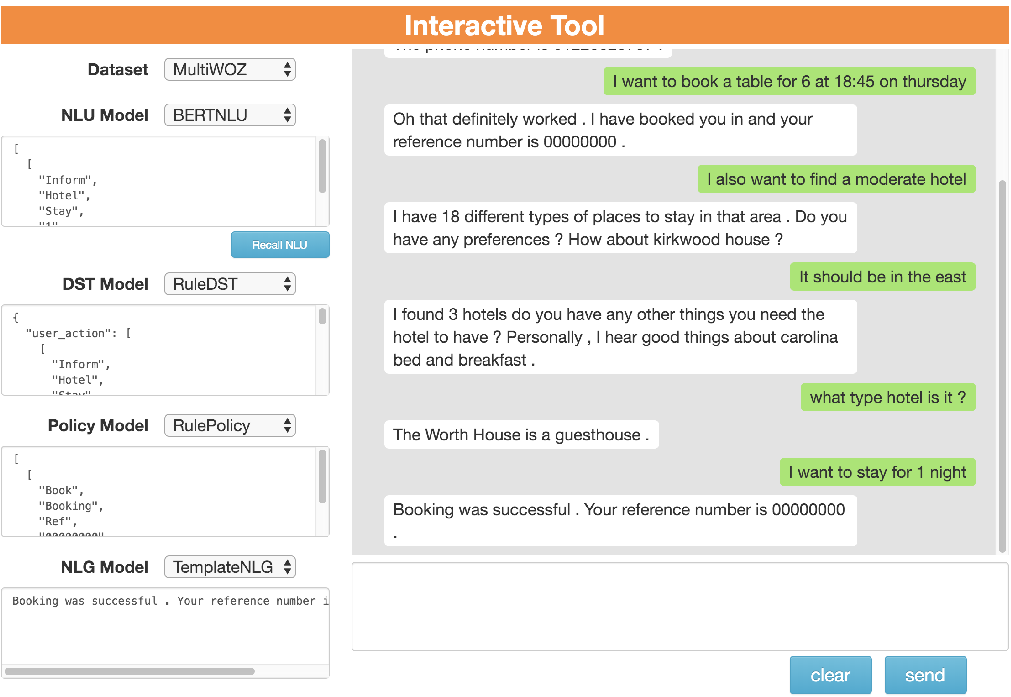 Interactive Tool
Dataset MultiWOZ
NLU Model BERTNLU
[
[
"Inform",
"Hotel",
"Stay",
"1"
Recall NLU
DST Model RuleDST
{
"user_action": [
[
"Inform",
"Hotel",
"Stay",
Policy Model RulePolicy
[
[
"Book",
"Booking",
"Ref",
"00000000"
NLG Model TemplateNLG
Booking was successful . Your reference number i
I want to book a table for 6 at 18:45 on thursday
Oh that definitely worked . I have booked you in and your
reference number is 00000000 .
I also want to find a moderate hotel
I have 18 different types of places to stay in that area . Do you
have any preferences ? How about kirkwood house ?
It should be in the east
I found 3 hotels do you have any other things you need the
hotel to have ? Personally , I hear good things about carolina
bed and breakfast .
what type hotel is it ?
The Worth House is a guesthouse .
I want to stay for 1 night
Booking was successful . Your reference number is 00000000
.
clear
send